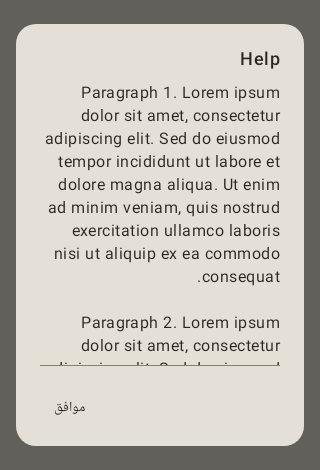 Help
Paragraph 1. Lorem ipsum
dolor sit amet, consectetur
adipiscing elit. Sed do eiusmod
tempor incididunt ut labore et
dolore magna aliqua. Ut enim
ad minim veniam, quis nostrud
exercitation ullamco laboris
nisi ut aliquip ex ea commodo
.consequat
Paragraph 2. Lorem ipsum
dolor sit amet, consectetur
موافق